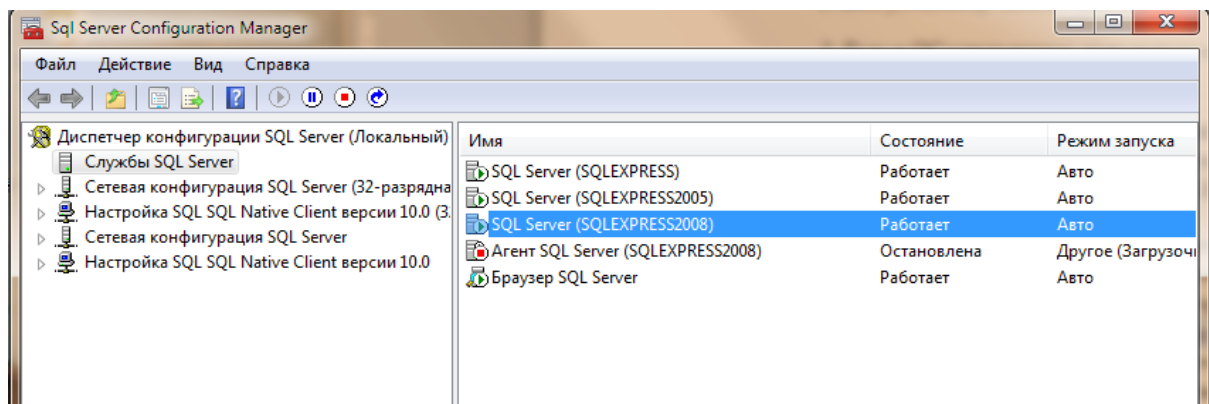 Sql Server Configuration Manager
Файл Действие Вид Справка
Диспетчер конфигурации SQL Server (Локальный)
Службы SQL Server
Сетевая конфигурация SQL Server (32-разрядна
Настройка SQL SQL Native Client версии 10.0 (3.
Сетевая конфигурация SQL Server
Настройка SQL SQL Native Client версии 10.0
Имя Состояние Режим запуска
SQL Server (SQLEXPRESS) Работает Авто
SQL Server (SQLEXPRESS2005) Работает Авто
SQL Server (SQLEXPRESS2008) Работает Авто
Агент SQL Server (SQLEXPRESS2008) Остановлена Другое (Загрузочн
Браузер SQL Server Работает Авто